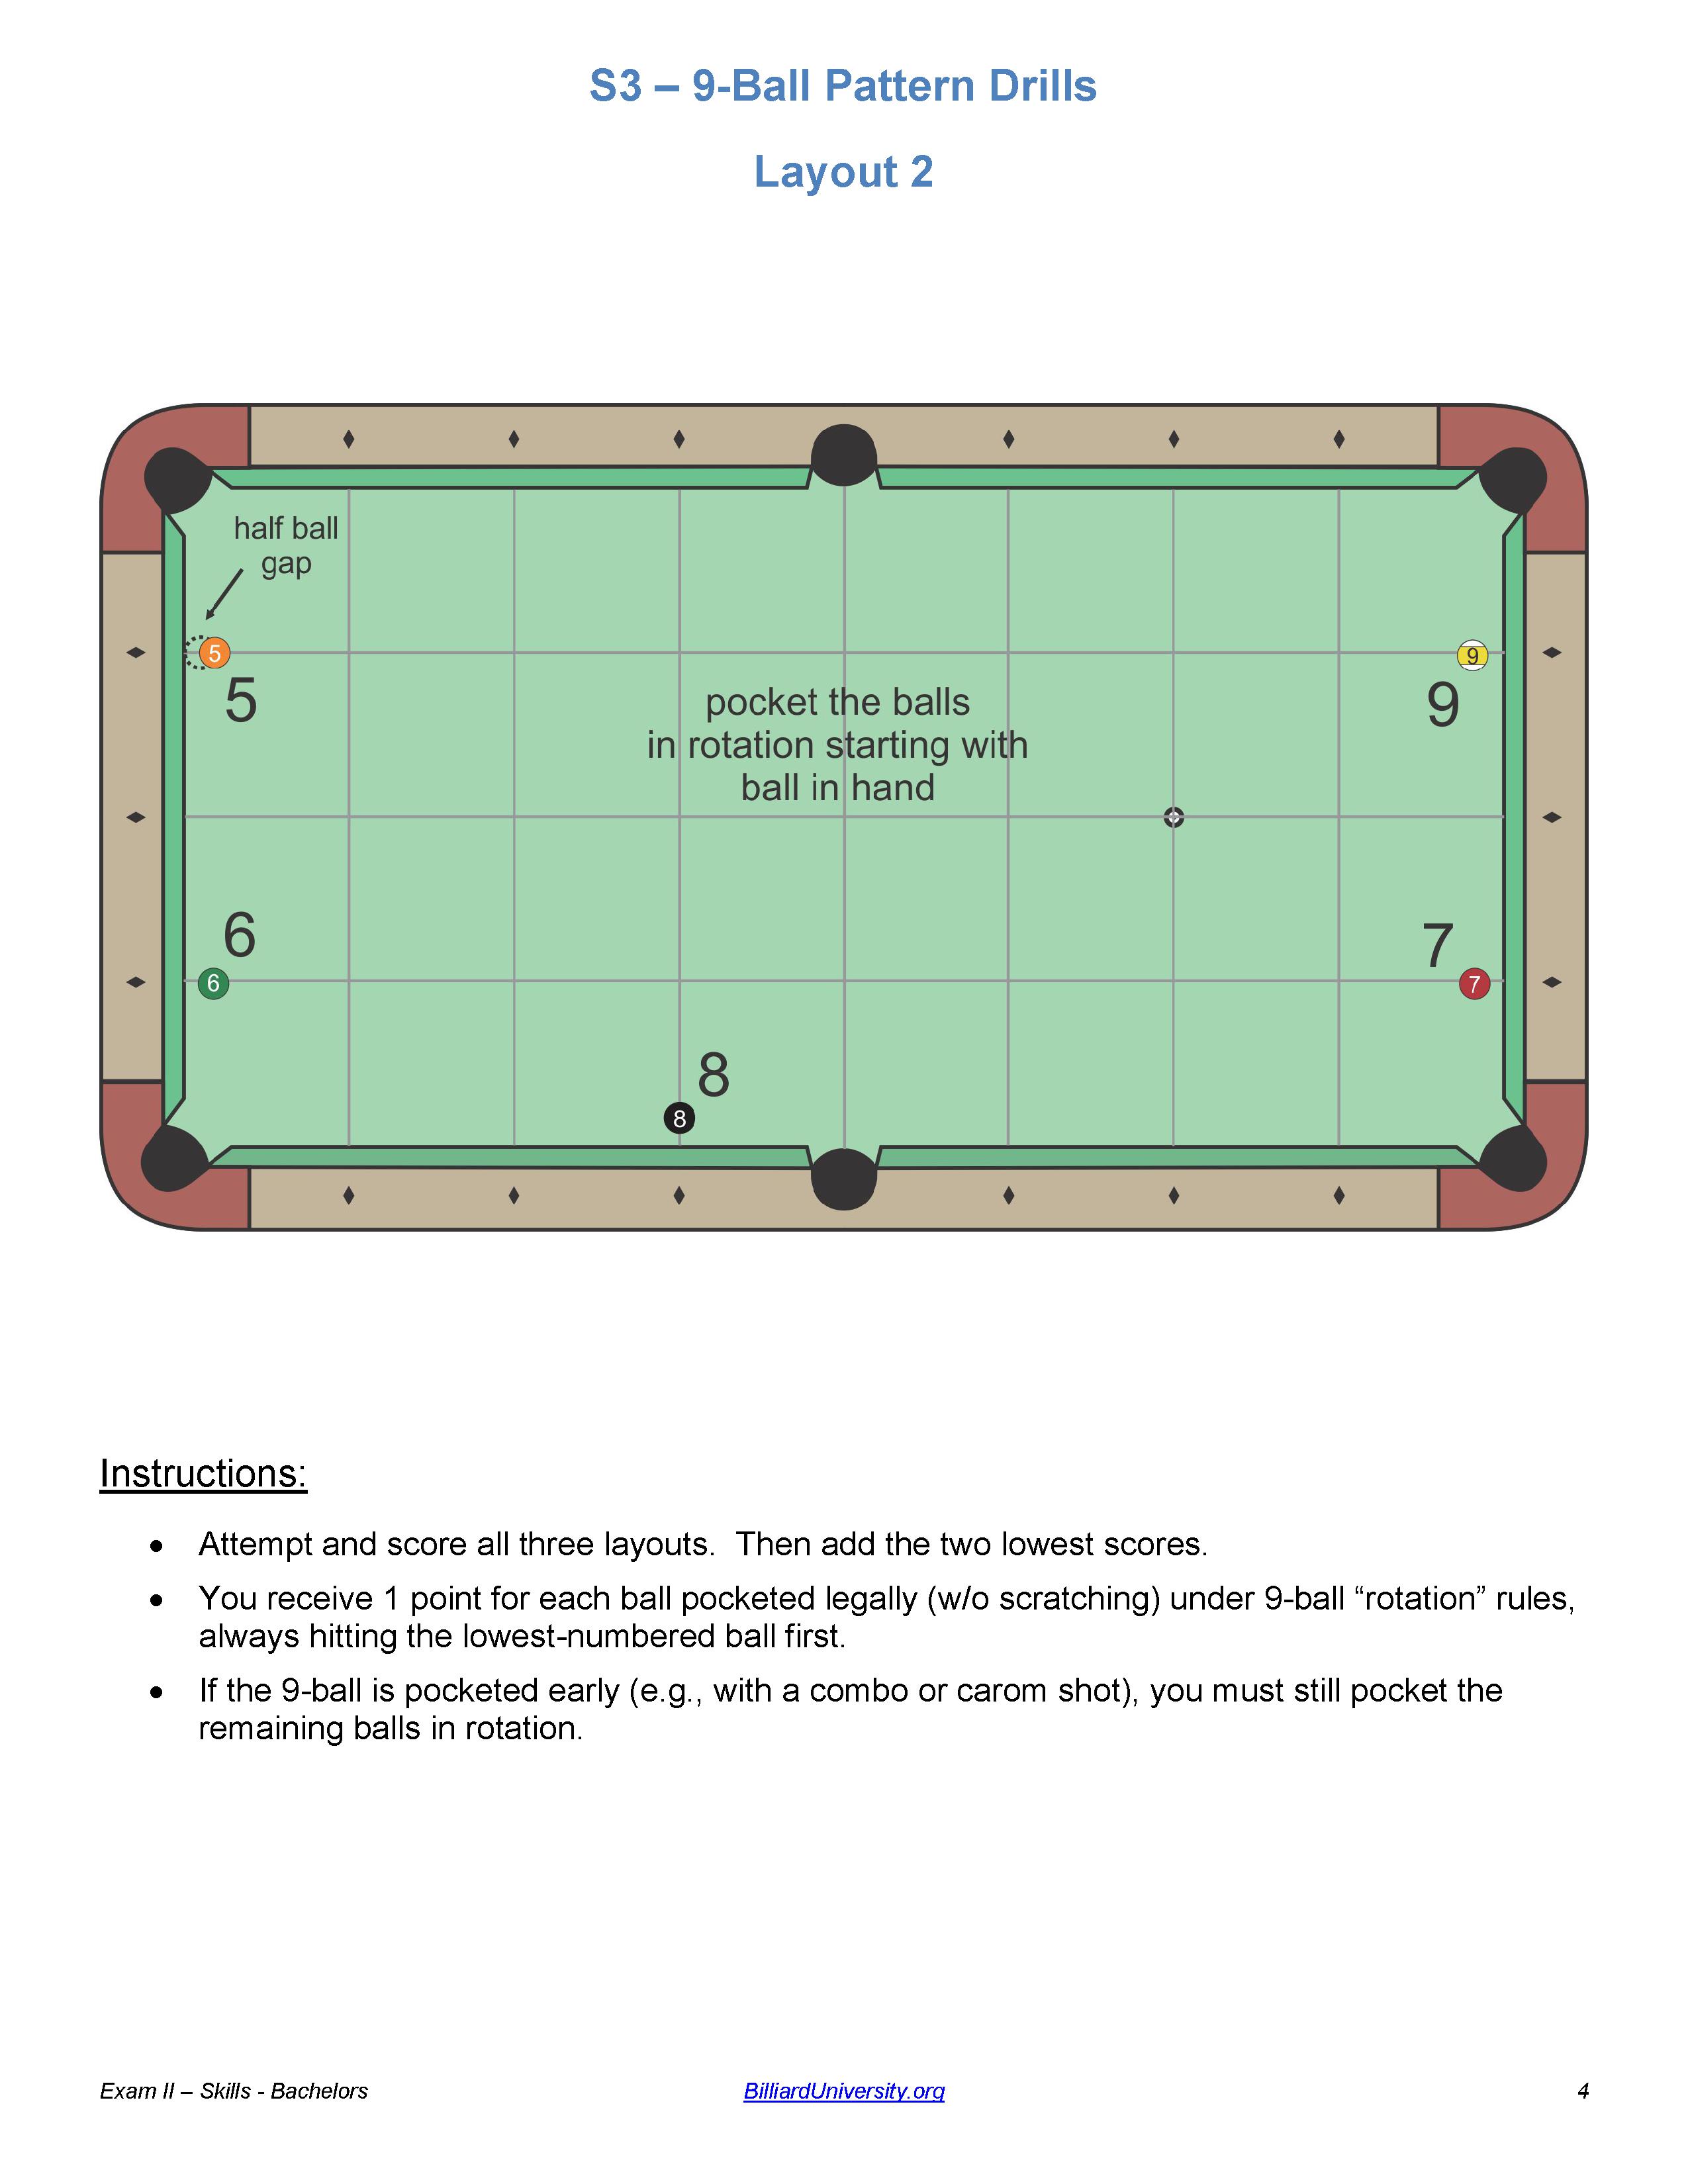 S3 – 9-Ball Pattern Drills
Layout 2
half ball
gap
5
5
9
9
pocket the balls
in rotation starting with
ball in hand
6
6
7
7
8
8
Instructions:
• Attempt and score all three layouts.  Then add the two lowest scores.
• You receive 1 point for each ball pocketed legally (w/o scratching) under 9-ball “rotation” rules,
always hitting the lowest-numbered ball first.
• If the 9-ball is pocketed early (e.g., with a combo or carom shot), you must still pocket the
remaining balls in rotation.
Exam II – Skills - Bachelors BilliardUniversity.org 4